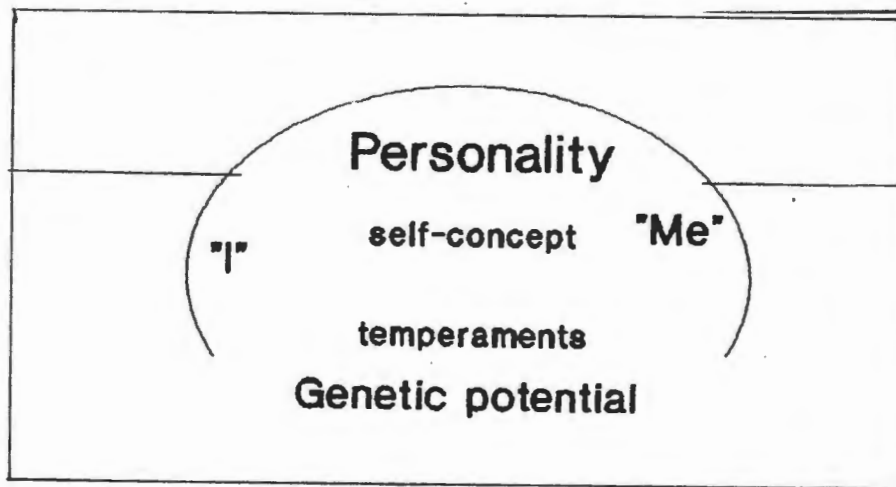 Personality
"I" self-concept "Me"
temperaments
Genetic potential